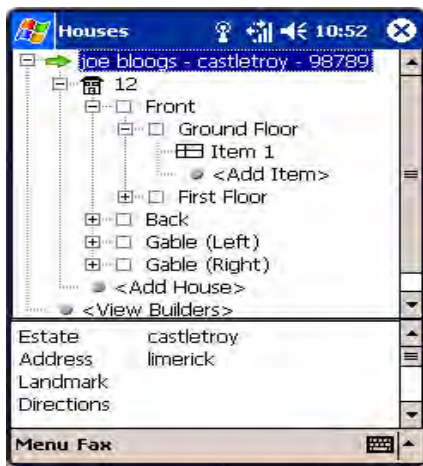 Houses 10:52
joe bloogs - castletroy - 98789
12
Front
Ground Floor
Item 1
<Add Item>
First Floor
Back
Gable (Left)
Gable (Right)
<Add House>
<View Builders>
Estate castletroy
Address limerick
Landmark
Directions
Menu Fax